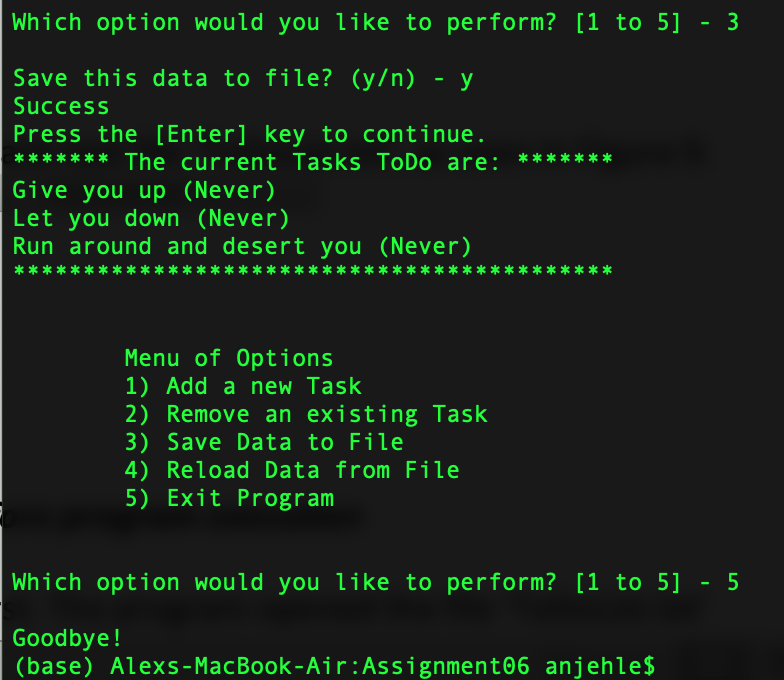 Which option would you like to perform? [1 to 5] - 3
Save this data to file? (y/n) - y
Success
Press the [Enter] key to continue.
******* The current Tasks ToDo are: *******
Give you up (Never)
Let you down (Never)
Run around and desert you (Never)
*******************************************
Menu of Options
1) Add a new Task
2) Remove an existing Task
3) Save Data to File
4) Reload Data from File
5) Exit Program
Which option would you like to perform? [1 to 5] - 5
Goodbye!
(base) Alexs-MacBook-Air:Assignment06 anjehle$